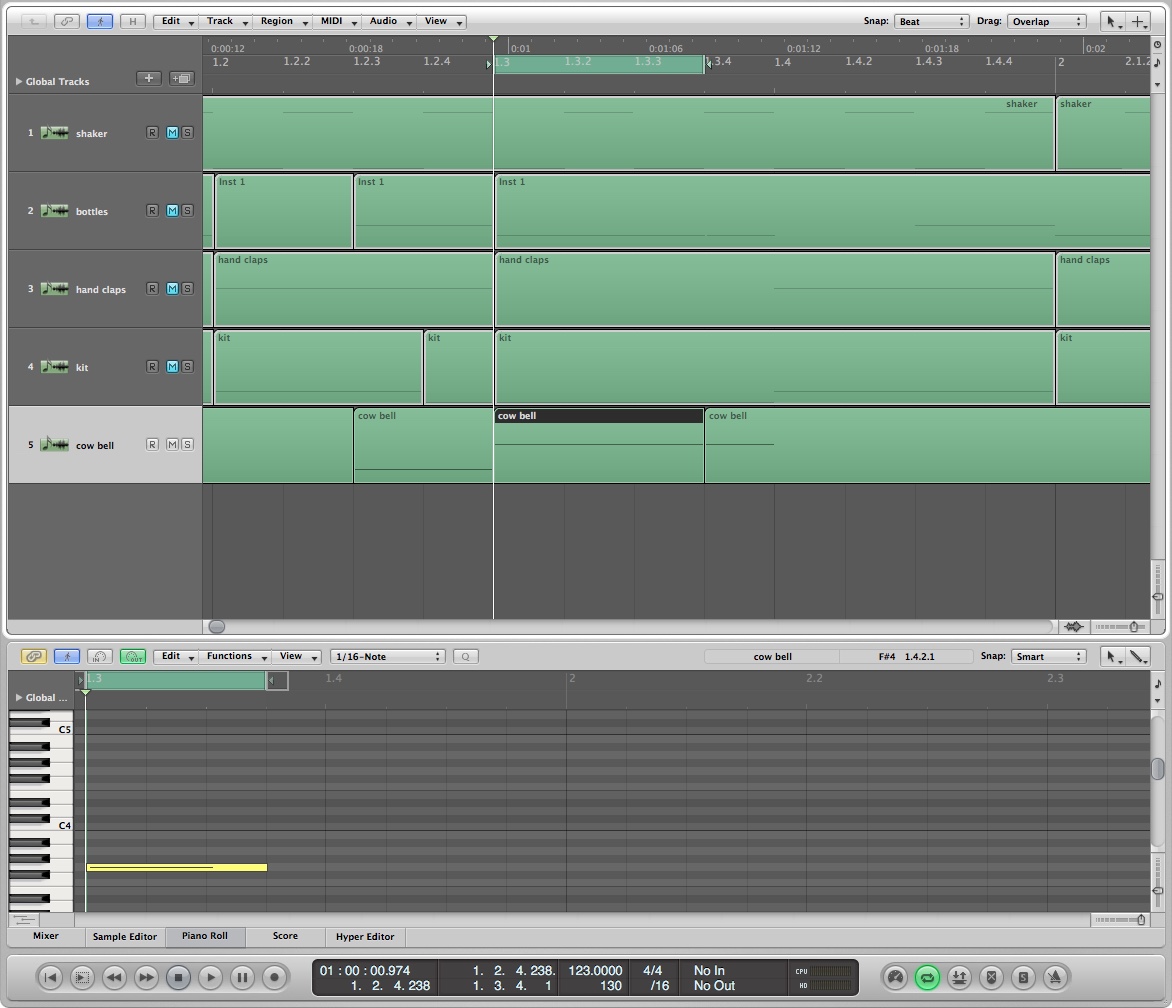 H Edit Track Region MIDI Audio View Snap: Beat Drag: Overlap
0:00:12 0:00:18 0:01 0:01:06 0:01:12 0:01:18 0:02
1.2 1.2.2 1.2.3 1.2.4 1.3 1.3.2 1.3.3 1.3.4 1.4 1.4.2 1.4.3 1.4.4 2 2.1.2
Global Tracks
shaker shaker
1 shaker R M S
Inst 1 Inst 1 Inst 1
2 bottles R M S
hand claps hand claps hand claps
3 hand claps R M S
kit kit kit kit
4 kit R M S
cow bell cow bell cow bell
5 cow bell R M S
IN OUT Edit Functions View 1/16-Note Q cow bell F#4 1.4.2.1 Snap: Smart
1.3 1.4 2 2.2 2.3
Global ...
C5
C4
Mixer Sample Editor Piano Roll Score Hyper Editor
01 : 00 : 00.974 1. 2. 4. 238. 123.0000 4/4 No In CPU
1. 2. 4. 238 1. 3. 4. 1 130 /16 No Out HD
S